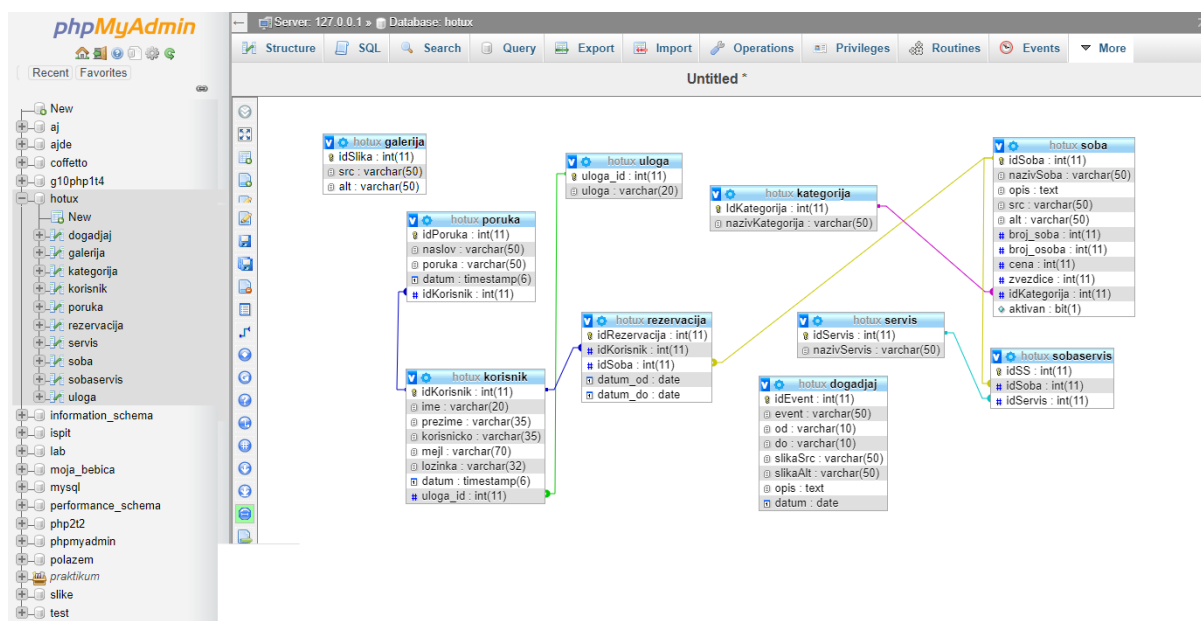 phpMyAdmin
Recent Favorites
New
aj
ajde
coffetto
g10php1t4
hotux
New
dogadjaj
galerija
kategorija
korisnik
poruka
rezervacija
servis
soba
sobaservis
uloga
information_schema
ispit
lab
moja_bebica
mysql
performance_schema
php2t2
phpmyadmin
polazem
praktikum
slike
test
Server: 127.0.0.1 » Database: hotux
Structure SQL Search Query Export Import Operations Privileges Routines Events More
Untitled *
hotux galerija
idSlika : int(11)
src : varchar(50)
alt : varchar(50)
hotux uloga
uloga_id : int(11)
uloga : varchar(20)
hotux kategorija
IdKategorija : int(11)
nazivKategorija : varchar(50)
hotux soba
idSoba : int(11)
nazivSoba : varchar(50)
opis : text
src : varchar(50)
alt : varchar(50)
# broj_soba : int(11)
# broj_osoba : int(11)
# cena : int(11)
# zvezdice : int(11)
# idKategorija : int(11)
aktivan : bit(1)
hotux poruka
idPoruka : int(11)
naslov : varchar(50)
poruka : varchar(50)
datum : timestamp(6)
# idKorisnik : int(11)
hotux rezervacija
idRezervacija : int(11)
# idKorisnik : int(11)
# idSoba : int(11)
datum_od : date
datum_do : date
hotux servis
idServis : int(11)
nazivServis : varchar(50)
hotux sobaservis
idSS : int(11)
# idSoba : int(11)
# idServis : int(11)
hotux korisnik
idKorisnik : int(11)
ime : varchar(20)
prezime : varchar(35)
korisnicko : varchar(35)
mejl : varchar(70)
lozinka : varchar(32)
datum : timestamp(6)
# uloga_id : int(11)
hotux dogadjaj
idEvent : int(11)
event : varchar(50)
od : varchar(10)
do : varchar(10)
slikaSrc : varchar(50)
slikaAlt : varchar(50)
opis : text
datum : date